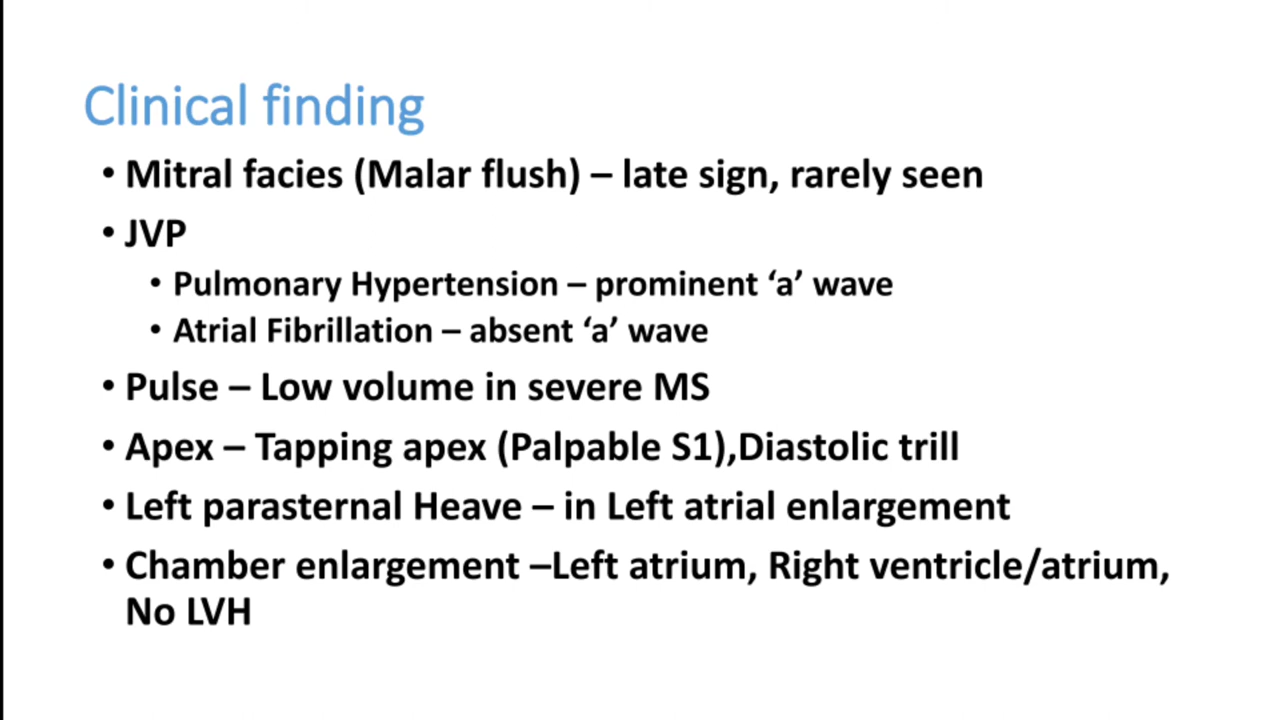 Clinical finding
• Mitral facies (Malar flush) – late sign, rarely seen
• JVP
• Pulmonary Hypertension – prominent ‘a’ wave
• Atrial Fibrillation – absent ‘a’ wave
• Pulse – Low volume in severe MS
• Apex – Tapping apex (Palpable S1),Diastolic trill
• Left parasternal Heave – in Left atrial enlargement
• Chamber enlargement –Left atrium, Right ventricle/atrium,
No LVH